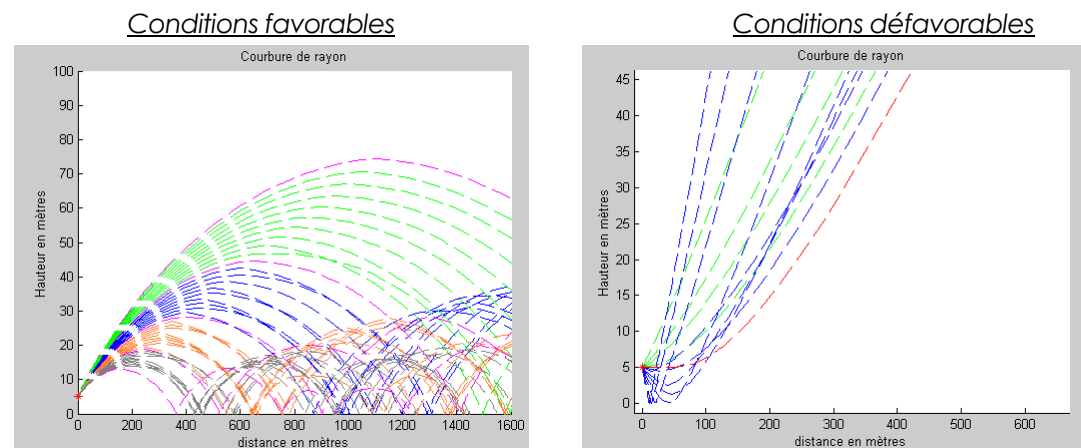 Conditions favorables
Courbure de rayon
100
90
80
70
60
50
40
30
20
10
0
Hauteur en mètres
0 200 400 600 800 1000 1200 1400 1600
distance en mètres
Conditions défavorables
Courbure de rayon
45
40
35
30
25
20
15
10
5
0
Hauteur en mètres
0 100 200 300 400 500 600
distance en mètres